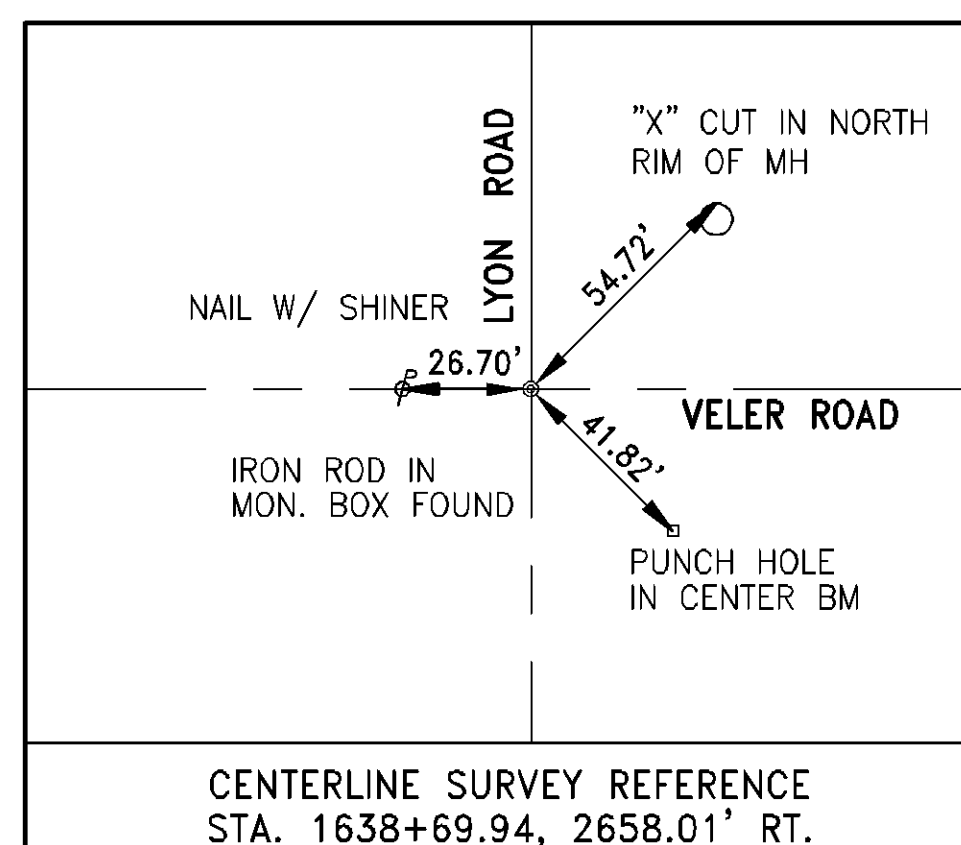 "X" CUT IN NORTH
RIM OF MH
LYON ROAD
54.72'
NAIL W/ SHINER
26.70'
VELER ROAD
41.82'
IRON ROD IN
MON. BOX FOUND
PUNCH HOLE
IN CENTER BM
CENTERLINE SURVEY REFERENCE
STA. 1638+69.94, 2658.01' RT.